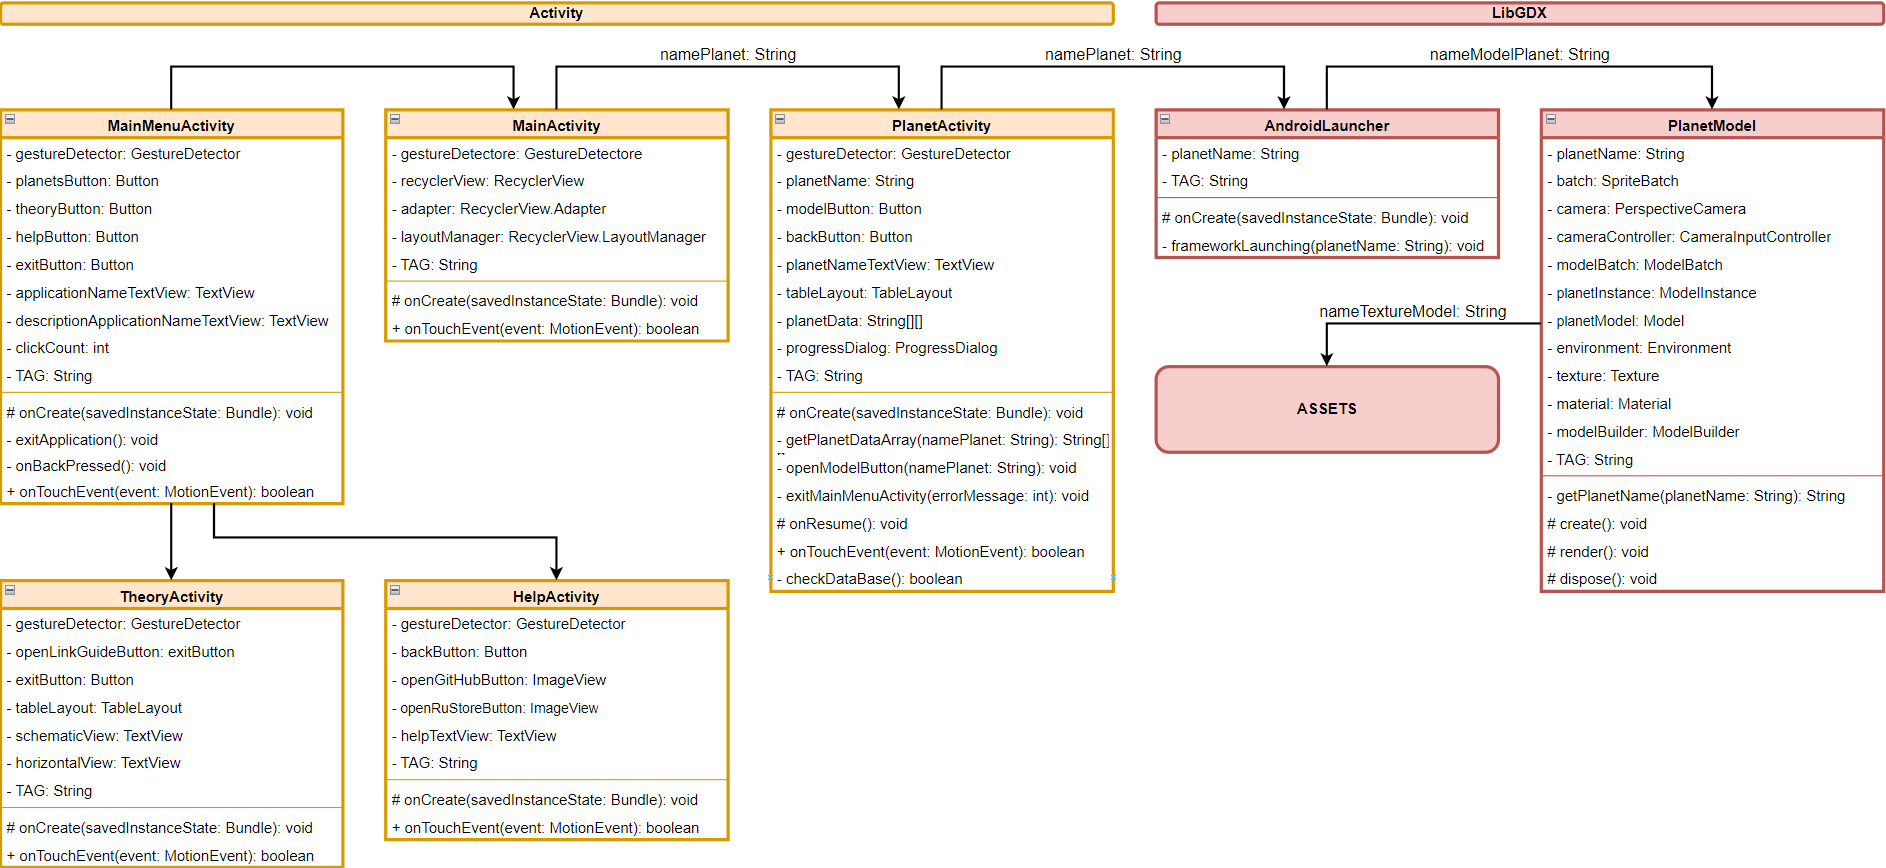 Activity
LibGDX
namePlanet: String
namePlanet: String
nameModelPlanet: String
MainMenuActivity
- gestureDetector: GestureDetector
- planetsButton: Button
- theoryButton: Button
- helpButton: Button
- exitButton: Button
- applicationNameTextView: TextView
- descriptionApplicationNameTextView: TextView
- clickCount: int
- TAG: String
# onCreate(savedInstanceState: Bundle): void
- exitApplication(): void
- onBackPressed(): void
+ onTouchEvent(event: MotionEvent): boolean
MainActivity
- gestureDetectore: GestureDetectore
- recyclerView: RecyclerView
- adapter: RecyclerView.Adapter
- layoutManager: RecyclerView.LayoutManager
- TAG: String
# onCreate(savedInstanceState: Bundle): void
+ onTouchEvent(event: MotionEvent): boolean
PlanetActivity
- gestureDetector: GestureDetector
- planetName: String
- modelButton: Button
- backButton: Button
- planetNameTextView: TextView
- tableLayout: TableLayout
- planetData: String[][]
- progressDialog: ProgressDialog
- TAG: String
# onCreate(savedInstanceState: Bundle): void
- getPlanetDataArray(namePlanet: String): String[]
- openModelButton(namePlanet: String): void
- exitMainMenuActivity(errorMessage: int): void
# onResume(): void
+ onTouchEvent(event: MotionEvent): boolean
- checkDataBase(): boolean
AndroidLauncher
- planetName: String
- TAG: String
# onCreate(savedInstanceState: Bundle): void
- frameworkLaunching(planetName: String): void
nameTextureModel: String
ASSETS
PlanetModel
- planetName: String
- batch: SpriteBatch
- camera: PerspectiveCamera
- cameraController: CameraInputController
- modelBatch: ModelBatch
- planetInstance: ModelInstance
- planetModel: Model
- environment: Environment
- texture: Texture
- material: Material
- modelBuilder: ModelBuilder
- TAG: String
- getPlanetName(planetName: String): String
# create(): void
# render(): void
# dispose(): void
TheoryActivity
- gestureDetector: GestureDetector
- openLinkGuideButton: exitButton
- exitButton: Button
- tableLayout: TableLayout
- schematicView: TextView
- horizontalView: TextView
- TAG: String
# onCreate(savedInstanceState: Bundle): void
+ onTouchEvent(event: MotionEvent): boolean
HelpActivity
- gestureDetector: GestureDetector
- backButton: Button
- openGitHubButton: ImageView
- openRuStoreButton: ImageView
- helpTextView: TextView
- TAG: String
# onCreate(savedInstanceState: Bundle): void
+ onTouchEvent(event: MotionEvent): boolean